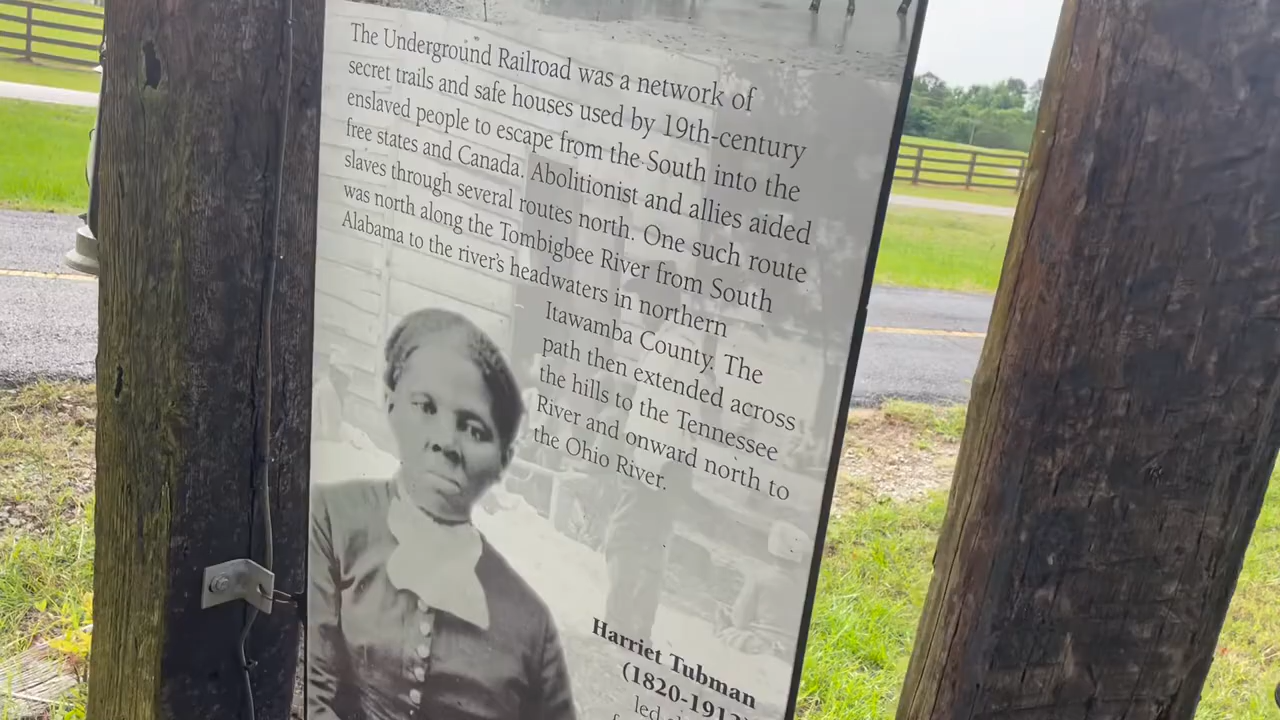 The Underground Railroad was a network of
secret trails and safe houses used by 19th-century
enslaved people to escape from the South into the
free states and Canada. Abolitionist and allies aided
slaves through several routes north. One such route
was north along the Tombigbee River from South
Alabama to the river's headwaters in northern
Itawamba County. The
path then extended across
the hills to the Tennessee
River and onward north to
the Ohio River.
Harriet Tubman
(1820-1913)
led